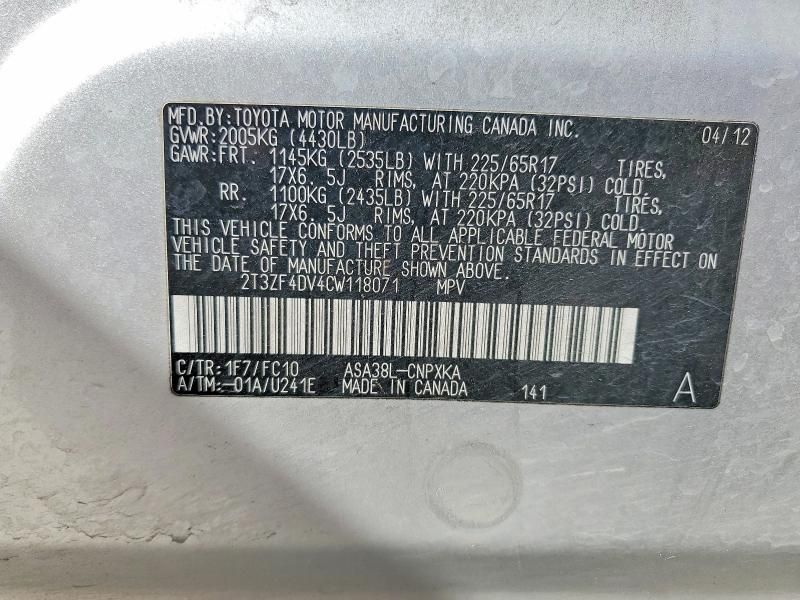 MFD.BY:TOYOTA MOTOR MANUFACTURING CANADA INC. 04/12
GVWR:2005KG (4430LB)
GAWR:FRT. 1145KG (2535LB) WITH 225/65R17 TIRES,
17X6. 5J RIMS, AT 220KPA (32PSI) COLD.
RR. 1100KG (2435LB) WITH 225/65R17 TIRES,
17X6. 5J RIMS, AT 220KPA (32PSI) COLD.
THIS VEHICLE CONFORMS TO ALL APPLICABLE FEDERAL MOTOR
VEHICLE SAFETY AND THEFT PREVENTION STANDARDS IN EFFECT ON
THE DATE OF MANUFACTURE SHOWN ABOVE.
2T3ZF4DV4CW118071 MPV
C/TR:1F7/FC10 ASA38L-CNPXKA
A/TM:-01A/U241E MADE IN CANADA 141 A